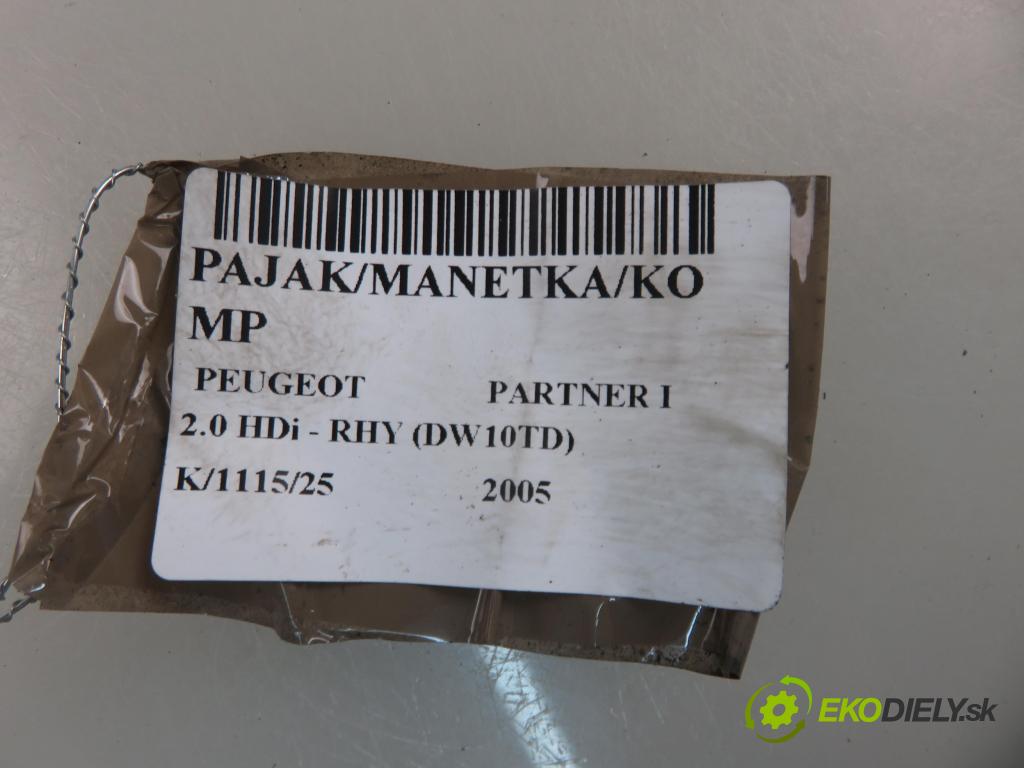 PAJAK/MANETKA/KO
MP
PEUGEOT PARTNER I
2.0 HDi - RHY (DW10TD)
K/1115/25 2005
EKODIELY.sk